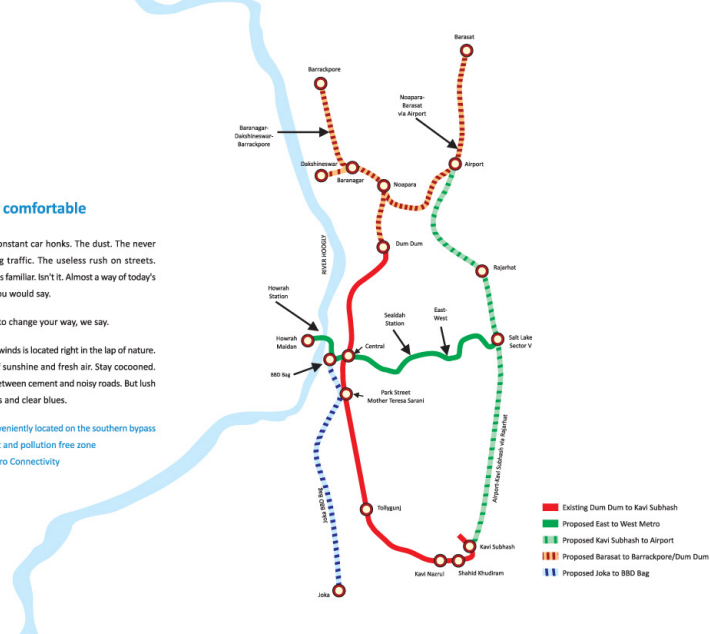 comfortable
onstant car honks. The dust. The never
g traffic. The useless rush on streets.
s familiar. Isn't it. Almost a way of today's
ou would say.
to change your way, we say.
winds is located right in the lap of nature.
f sunshine and fresh air. Stay cocooned.
etween cement and noisy roads. But lush
s and clear blues.
veniently located on the southern bypass
t and pollution free zone
ro Connectivity
Barasat
Barrackpore
Noapara-
Barasat
via Airport
Baranagar-
Dakshineswar-
Barrackpore
Dakshineswar
Baranagar
Noapara
Airport
RIVER HOOGLY
Dum Dum
Rajarhat
Howrah
Station
Sealdah
Station
East-
West
Howrah
Maidan
Central
Salt Lake
Sector V
BBD Bag
Park Street
Mother Teresa Sarani
Airport-Kavi Subhash via Rajarhat
Joka BBD Bag
Tollygunj
Kavi Subhash
Kavi Nazrul
Shahid Khudiram
Joka
Existing Dum Dum to Kavi Subhash
Proposed East to West Metro
Proposed Kavi Subhash to Airport
Proposed Barasat to Barrackpore/Dum Dum
Proposed Joka to BBD Bag